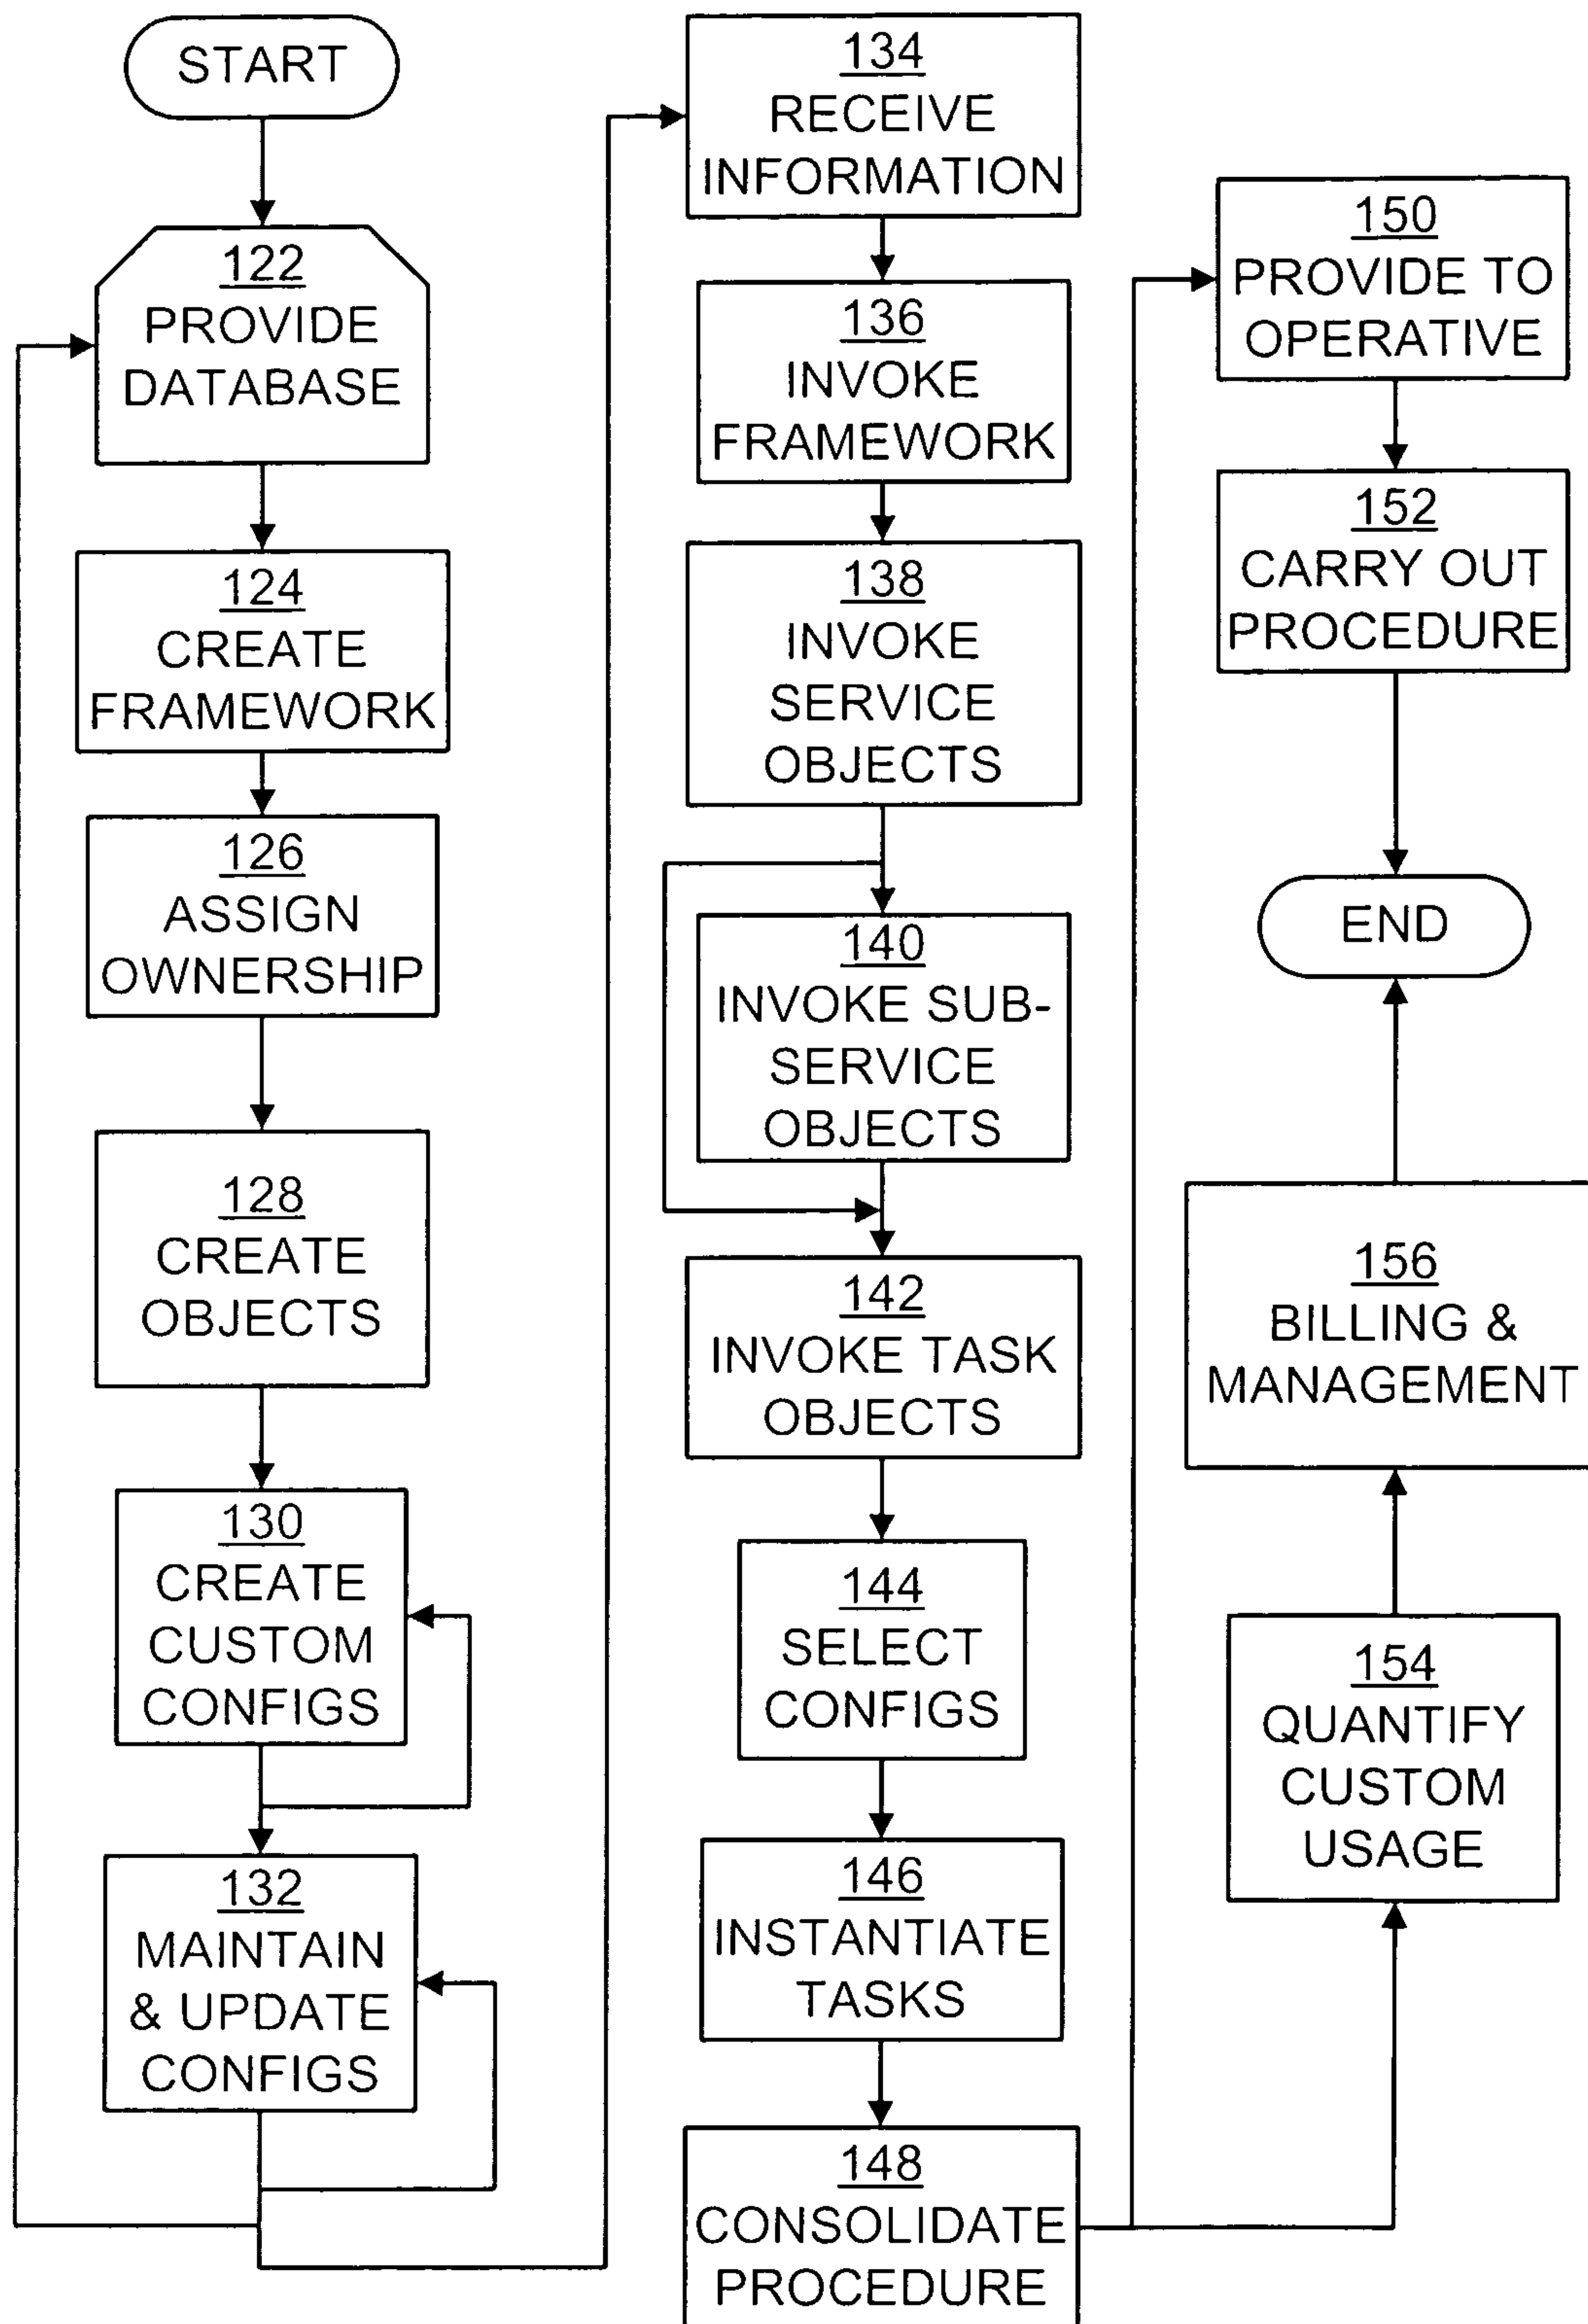 START
122
PROVIDE
DATABASE
124
CREATE
FRAMEWORK
126
ASSIGN
OWNERSHIP
128
CREATE
OBJECTS
130
CREATE
CUSTOM
CONFIGS
132
MAINTAIN
& UPDATE
CONFIGS
134
RECEIVE
INFORMATION
136
INVOKE
FRAMEWORK
138
INVOKE
SERVICE
OBJECTS
140
INVOKE SUB-
SERVICE
OBJECTS
142
INVOKE TASK
OBJECTS
144
SELECT
CONFIGS
146
INSTANTIATE
TASKS
148
CONSOLIDATE
PROCEDURE
150
PROVIDE TO
OPERATIVE
152
CARRY OUT
PROCEDURE
END
156
BILLING &
MANAGEMENT
154
QUANTIFY
CUSTOM
USAGE